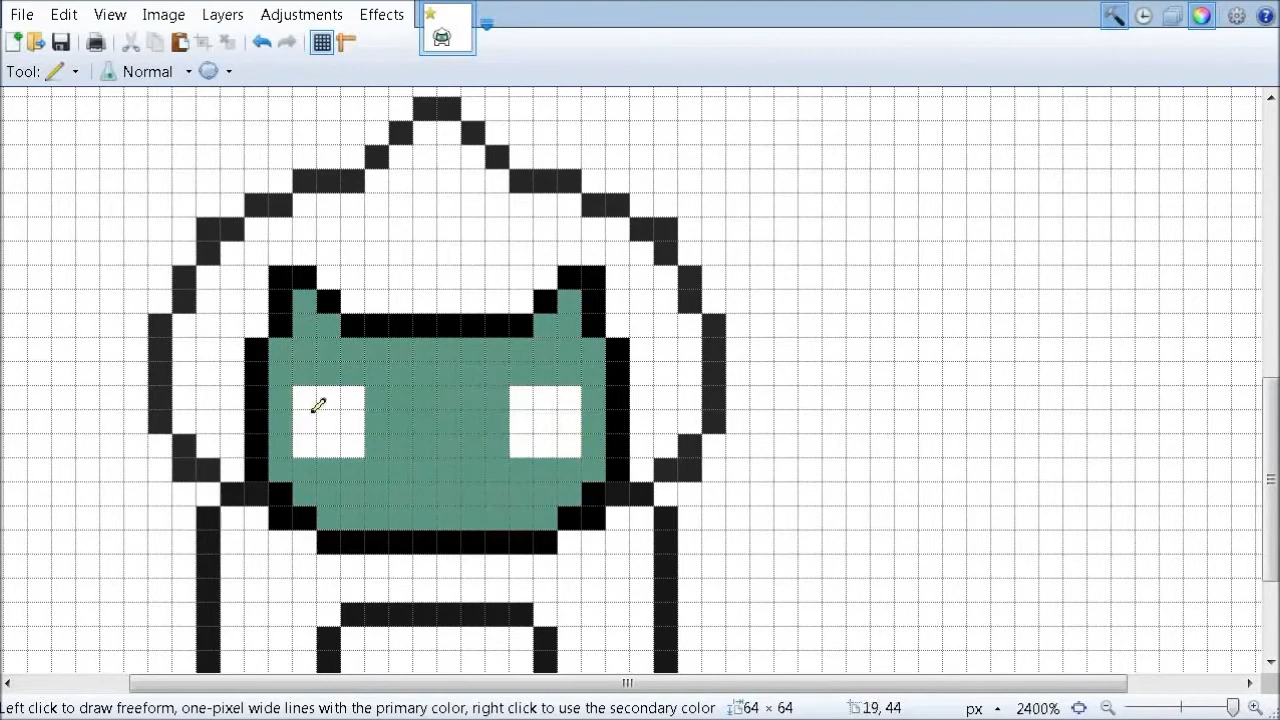 File Edit View Image Layers Adjustments Effects
Tool: Normal
Left click to draw freeform, one-pixel wide lines with the primary color, right click to use the secondary color 64 × 64 19, 44 px 2400%